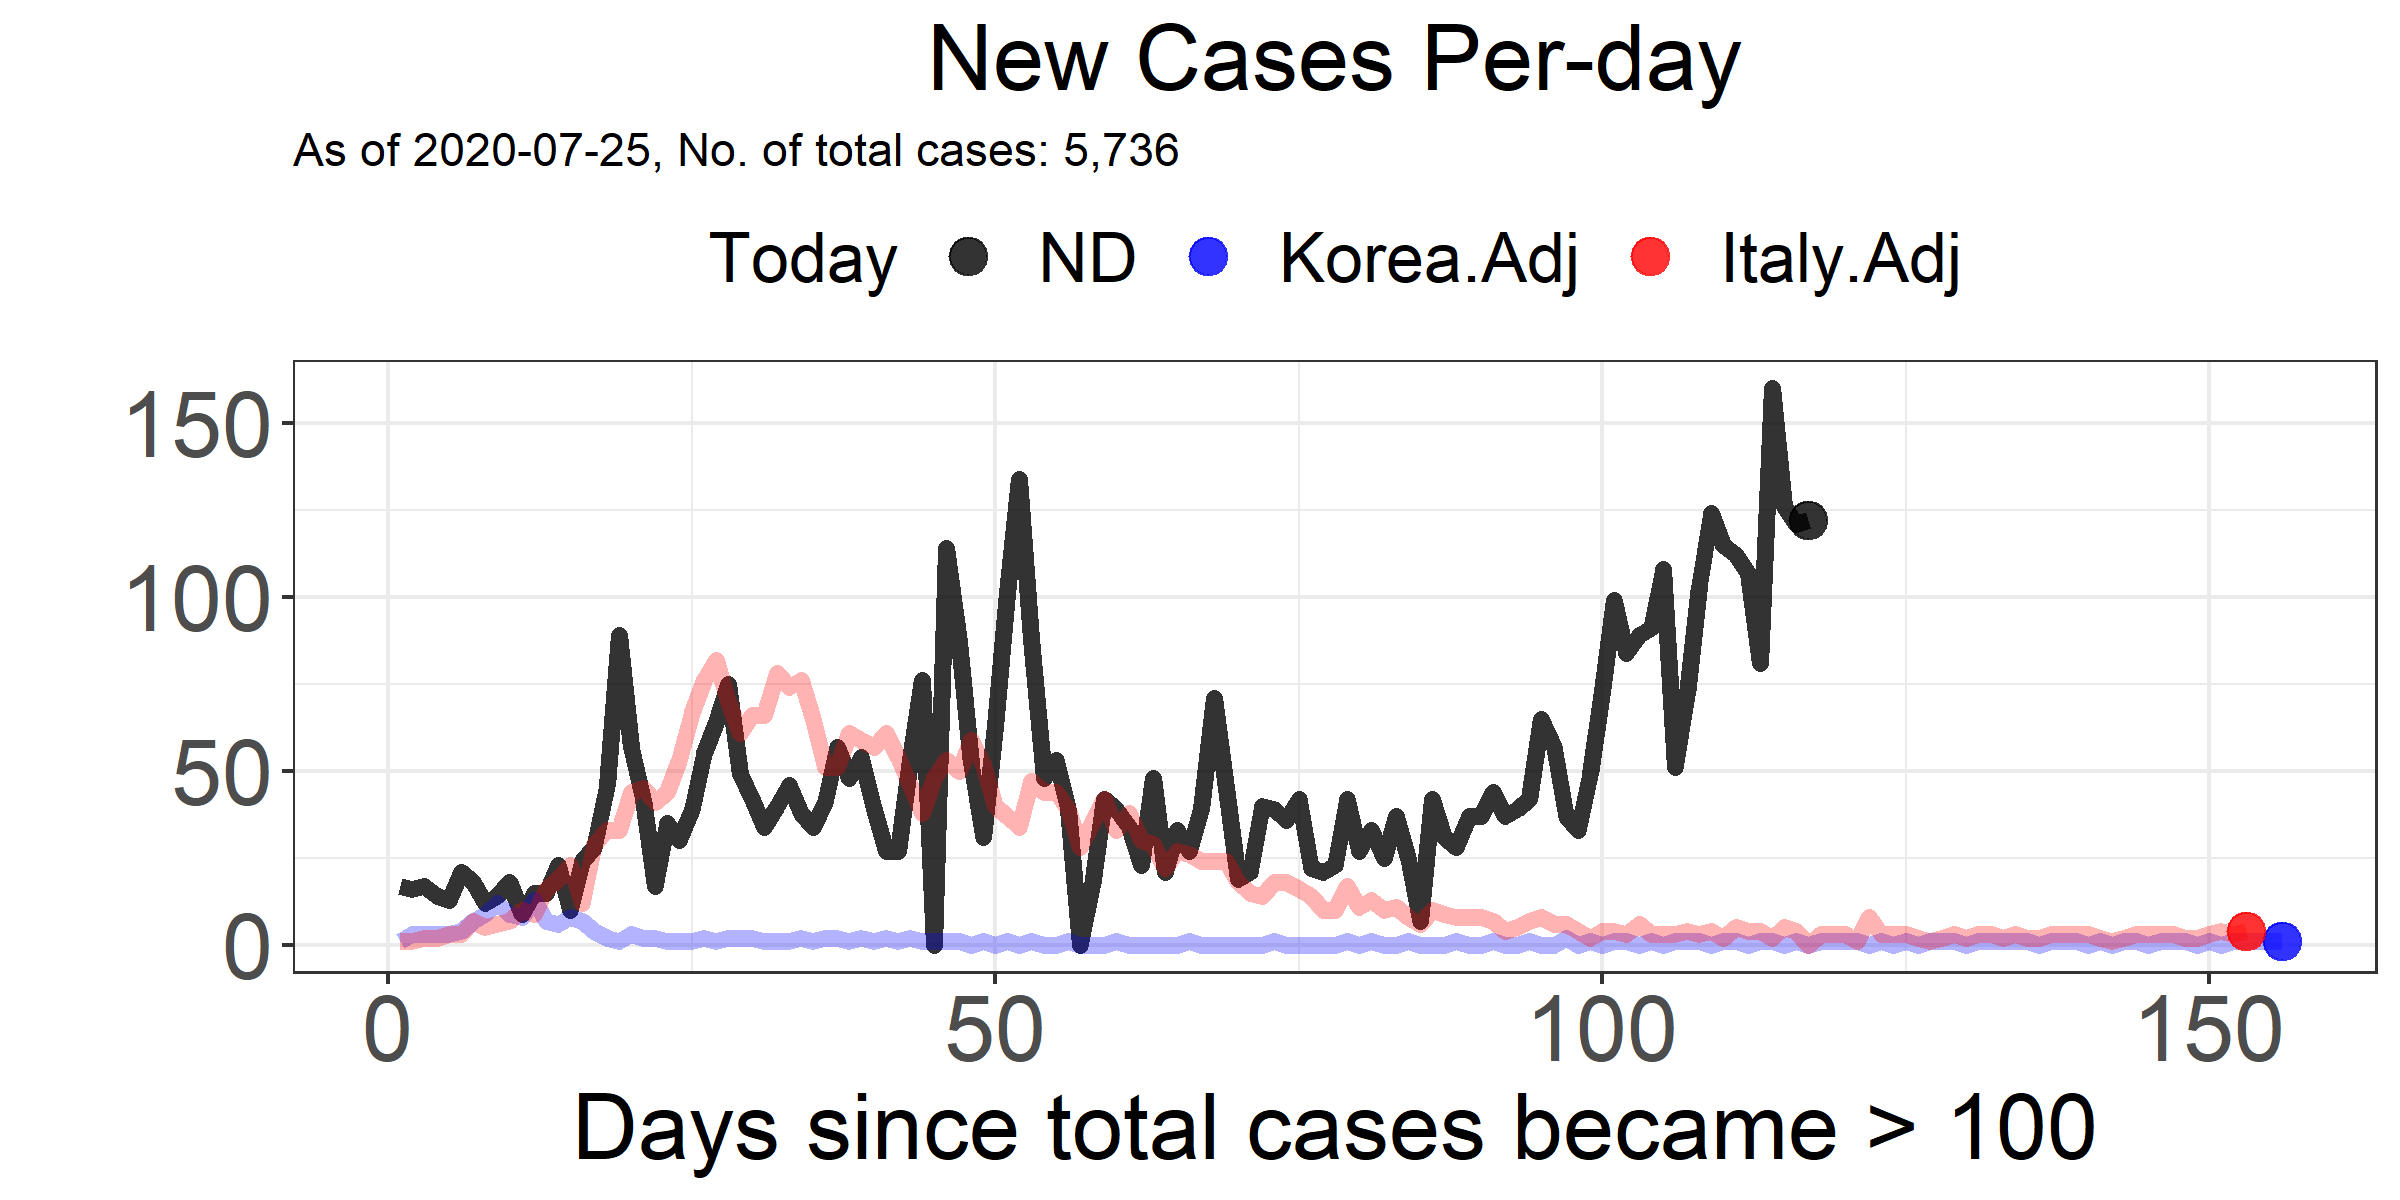 New Cases Per-day
As of 2020-07-25, No. of total cases: 5,736
Today ND Korea.Adj Italy.Adj
150
100
50
0
0 50 100 150
Days since total cases became > 100